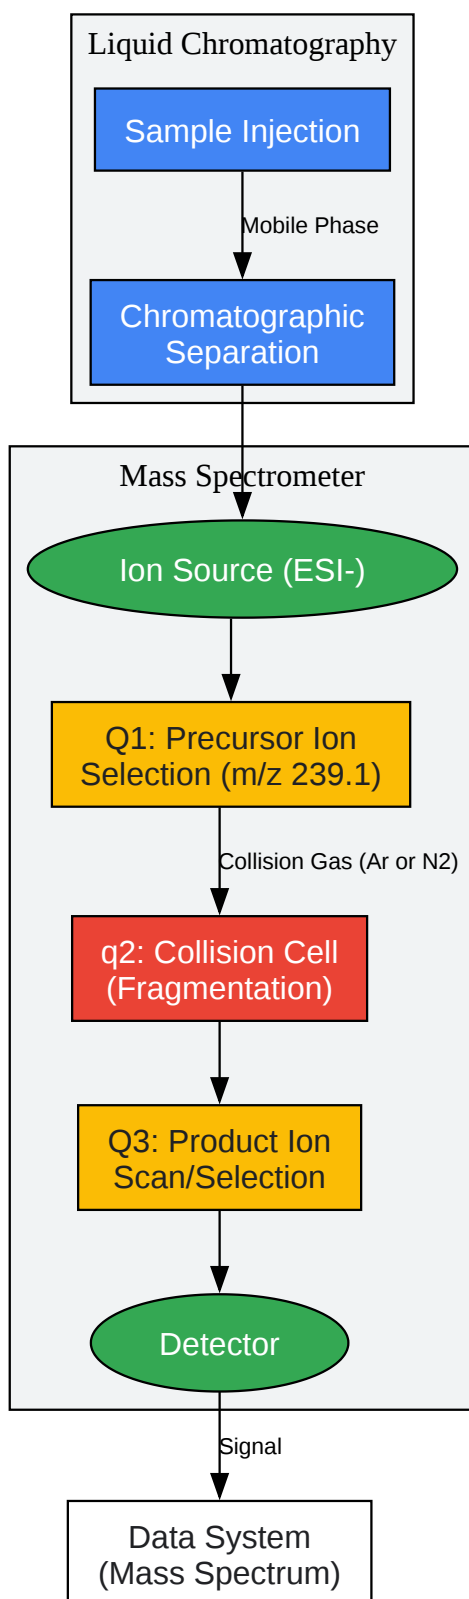 Liquid Chromatography
Sample Injection
Mobile Phase
Chromatographic
Separation
Mass Spectrometer
Ion Source (ESI-)
Q1: Precursor Ion
Selection (m/z 239.1)
Collision Gas (Ar or N2)
q2: Collision Cell
(Fragmentation)
Q3: Product Ion
Scan/Selection
Detector
Signal
Data System
(Mass Spectrum)